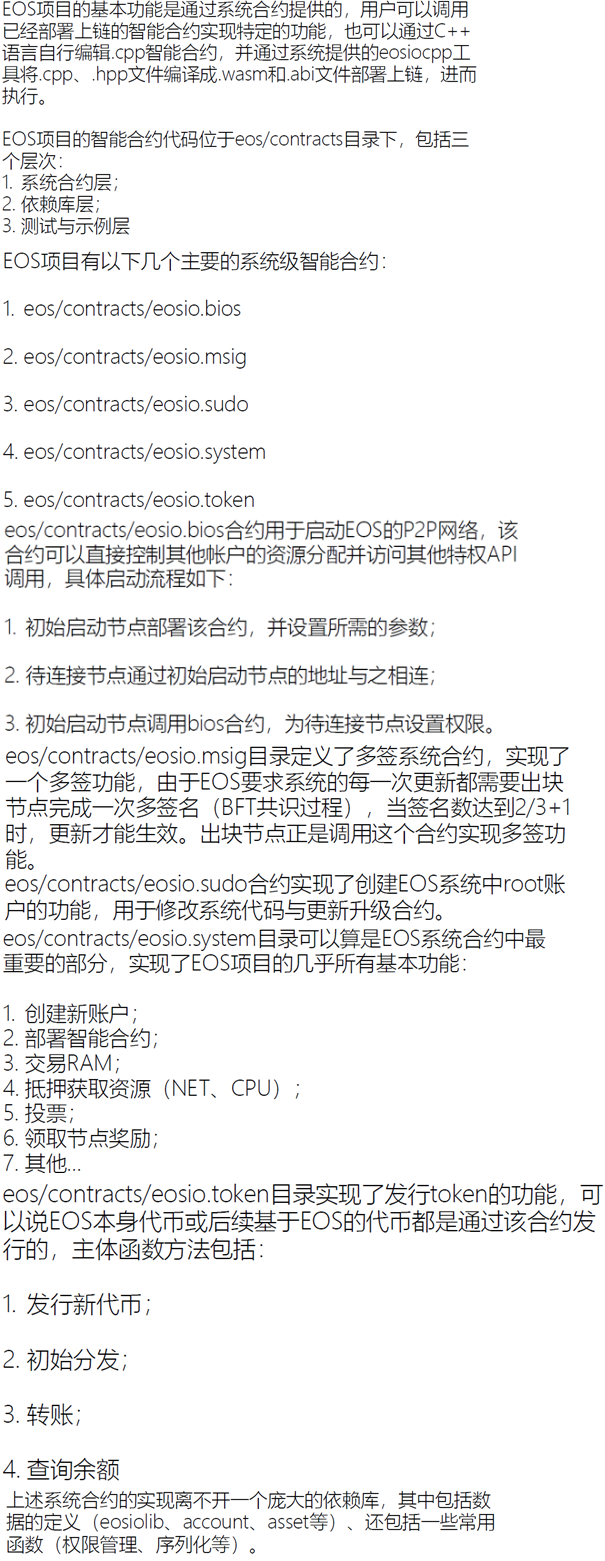 EOS项目的基本功能是通过系统合约提供的，用户可以调用
已经部署上链的智能合约实现特定的功能，也可以通过C++
语言自行编辑.cpp智能合约，并通过系统提供的eosiocpp工
具将.cpp、.hpp文件编译成.wasm和.abi文件部署上链，进而
执行。
EOS项目的智能合约代码位于eos/contracts目录下，包括三
个层次：
1. 系统合约层；
2. 依赖库层；
3. 测试与示例层
EOS项目有以下几个主要的系统级智能合约：
1. eos/contracts/eosio.bios
2. eos/contracts/eosio.msig
3. eos/contracts/eosio.sudo
4. eos/contracts/eosio.system
5. eos/contracts/eosio.token
eos/contracts/eosio.bios合约用于启动EOS的P2P网络，该
合约可以直接控制其他帐户的资源分配并访问其他特权API
调用，具体启动流程如下：
1. 初始启动节点部署该合约，并设置所需的参数；
2. 待连接节点通过初始启动节点的地址与之相连；
3. 初始启动节点调用bios合约，为待连接节点设置权限。
eos/contracts/eosio.msig目录定义了多签系统合约，实现了
一个多签功能，由于EOS要求系统的每一次更新都需要出块
节点完成一次多签名（BFT共识过程），当签名数达到2/3+1
时，更新才能生效。出块节点正是调用这个合约实现多签功
能。
eos/contracts/eosio.sudo合约实现了创建EOS系统中root账
户的功能，用于修改系统代码与更新升级合约。
eos/contracts/eosio.system目录可以算是EOS系统合约中最
重要的部分，实现了EOS项目的几乎所有基本功能：
1. 创建新账户；
2. 部署智能合约；
3. 交易RAM；
4. 抵押获取资源（NET、CPU）；
5. 投票；
6. 领取节点奖励；
7. 其他...
eos/contracts/eosio.token目录实现了发行token的功能，可
以说EOS本身代币或后续基于EOS的代币都是通过该合约发
行的，主体函数方法包括：
1. 发行新代币；
2. 初始分发；
3. 转账；
4. 查询余额
上述系统合约的实现离不开一个庞大的依赖库，其中包括数
据的定义（eosiolib、account、asset等）、还包括一些常用
函数（权限管理、序列化等）。